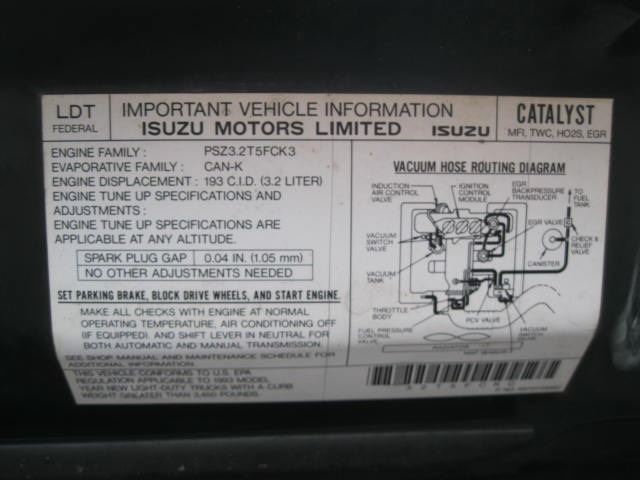 LDT
FEDERAL
IMPORTANT VEHICLE INFORMATION
ISUZU MOTORS LIMITED ISUZU
CATALYST
MFI, TWC, HO2S, EGR
ENGINE FAMILY : PSZ3.2T5FCK3
EVAPORATIVE FAMILY : CAN-K
ENGINE DISPLACEMENT : 193 C.I.D. (3.2 LITER)
ENGINE TUNE UP SPECIFICATIONS AND
ADJUSTMENTS :
ENGINE TUNE UP SPECIFICATIONS ARE
APPLICABLE AT ANY ALTITUDE.
SPARK PLUG GAP 0.04 IN. (1.05 mm)
NO OTHER ADJUSTMENTS NEEDED
SET PARKING BRAKE, BLOCK DRIVE WHEELS, AND START ENGINE.
MAKE ALL CHECKS WITH ENGINE AT NORMAL
OPERATING TEMPERATURE, AIR CONDITIONING OFF
(IF EQUIPPED). AND SHIFT LEVER IN NEUTRAL FOR
BOTH AUTOMATIC AND MANUAL TRANSMISSION.
SEE SHOP MANUAL AND MAINTENANCE SCHEDULE FOR
ADDITIONAL INFORMATION.
THIS VEHICLE CONFORMS TO U.S. EPA
REGULATION APPLICABLE TO 1993 MODEL
YEAR NEW LIGHT-DUTY TRUCKS WITH A CURB
WEIGHT GREATER THAN 3,450 POUNDS.
VACUUM HOSE ROUTING DIAGRAM
INDUCTION
AIR CONTROL
VALVE
IGNITION
CONTROL
MODULE
EGR
BACKPRESSURE
TRANSDUCER
TO
FUEL
TANK
EGR VALVE
VACUUM
SWITCH
VALVE
CHECK &
RELIEF
VALVE
CANISTER
VACUUM
TANK
THROTTLE
BODY
PCV VALVE
FUEL PRESSURE
CONTROL
VALVE
VACUUM
SWITCH
VALVE
RADIATOR